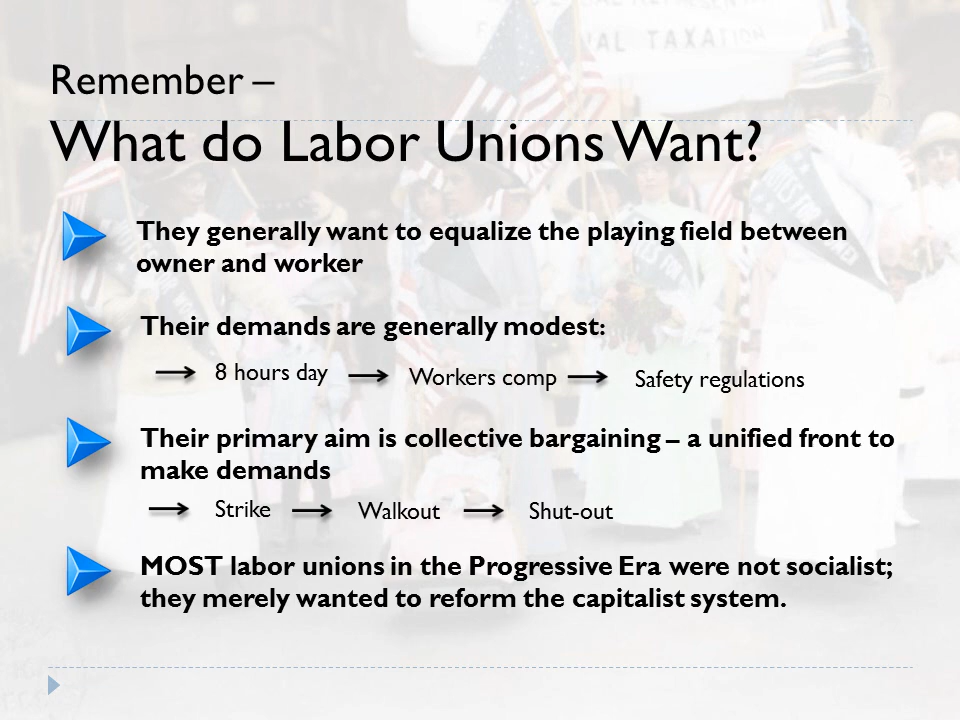 VAL TAXATION
Remember –
What do Labor Unions Want?
They generally want to equalize the playing field between
owner and worker
Their demands are generally modest:
→ 8 hours day → Workers comp → Safety regulations
Their primary aim is collective bargaining – a unified front to
make demands
→ Strike → Walkout → Shut-out
MOST labor unions in the Progressive Era were not socialist;
they merely wanted to reform the capitalist system.